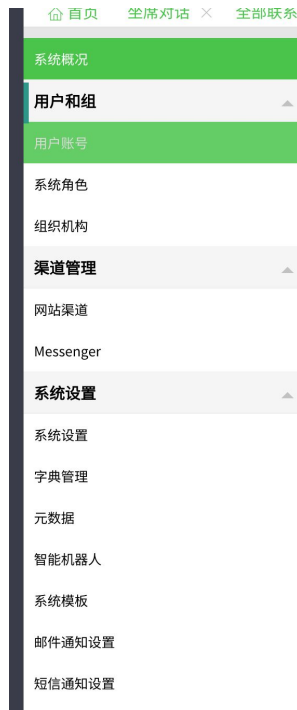 首页 坐席对话 × 全部联系
系统概况
用户和组
用户账号
系统角色
组织机构
渠道管理
网站渠道
Messenger
系统设置
系统设置
字典管理
元数据
智能机器人
系统模板
邮件通知设置
短信通知设置